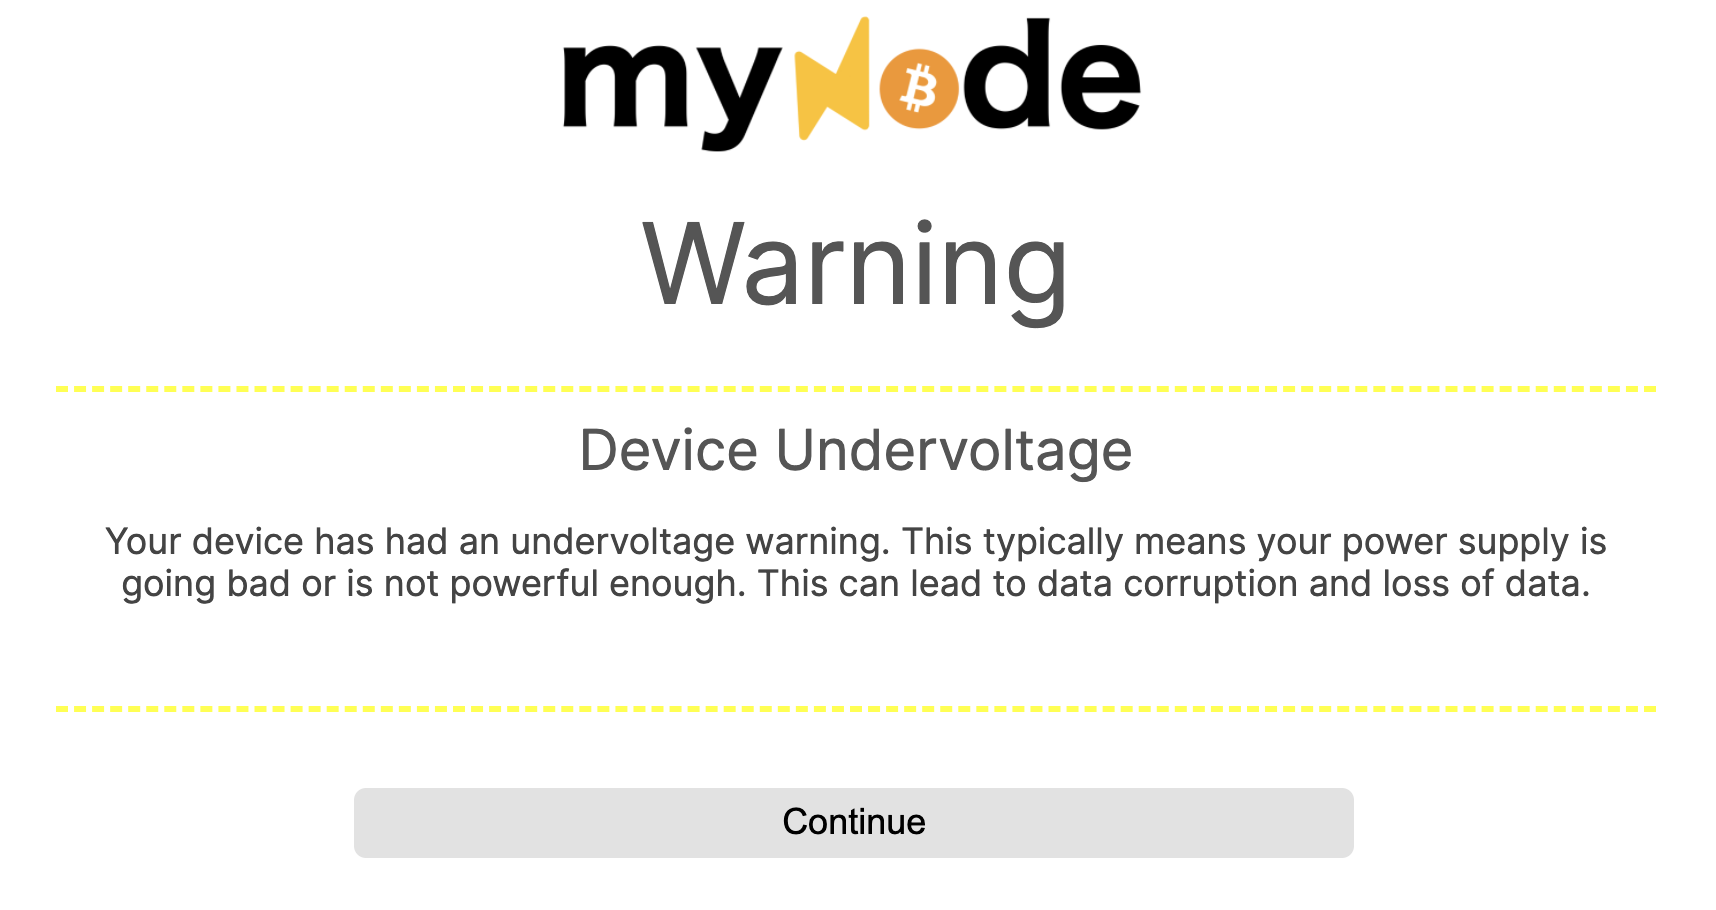 myNode
Warning
Device Undervoltage
Your device has had an undervoltage warning. This typically means your power supply is
going bad or is not powerful enough. This can lead to data corruption and loss of data.
Continue